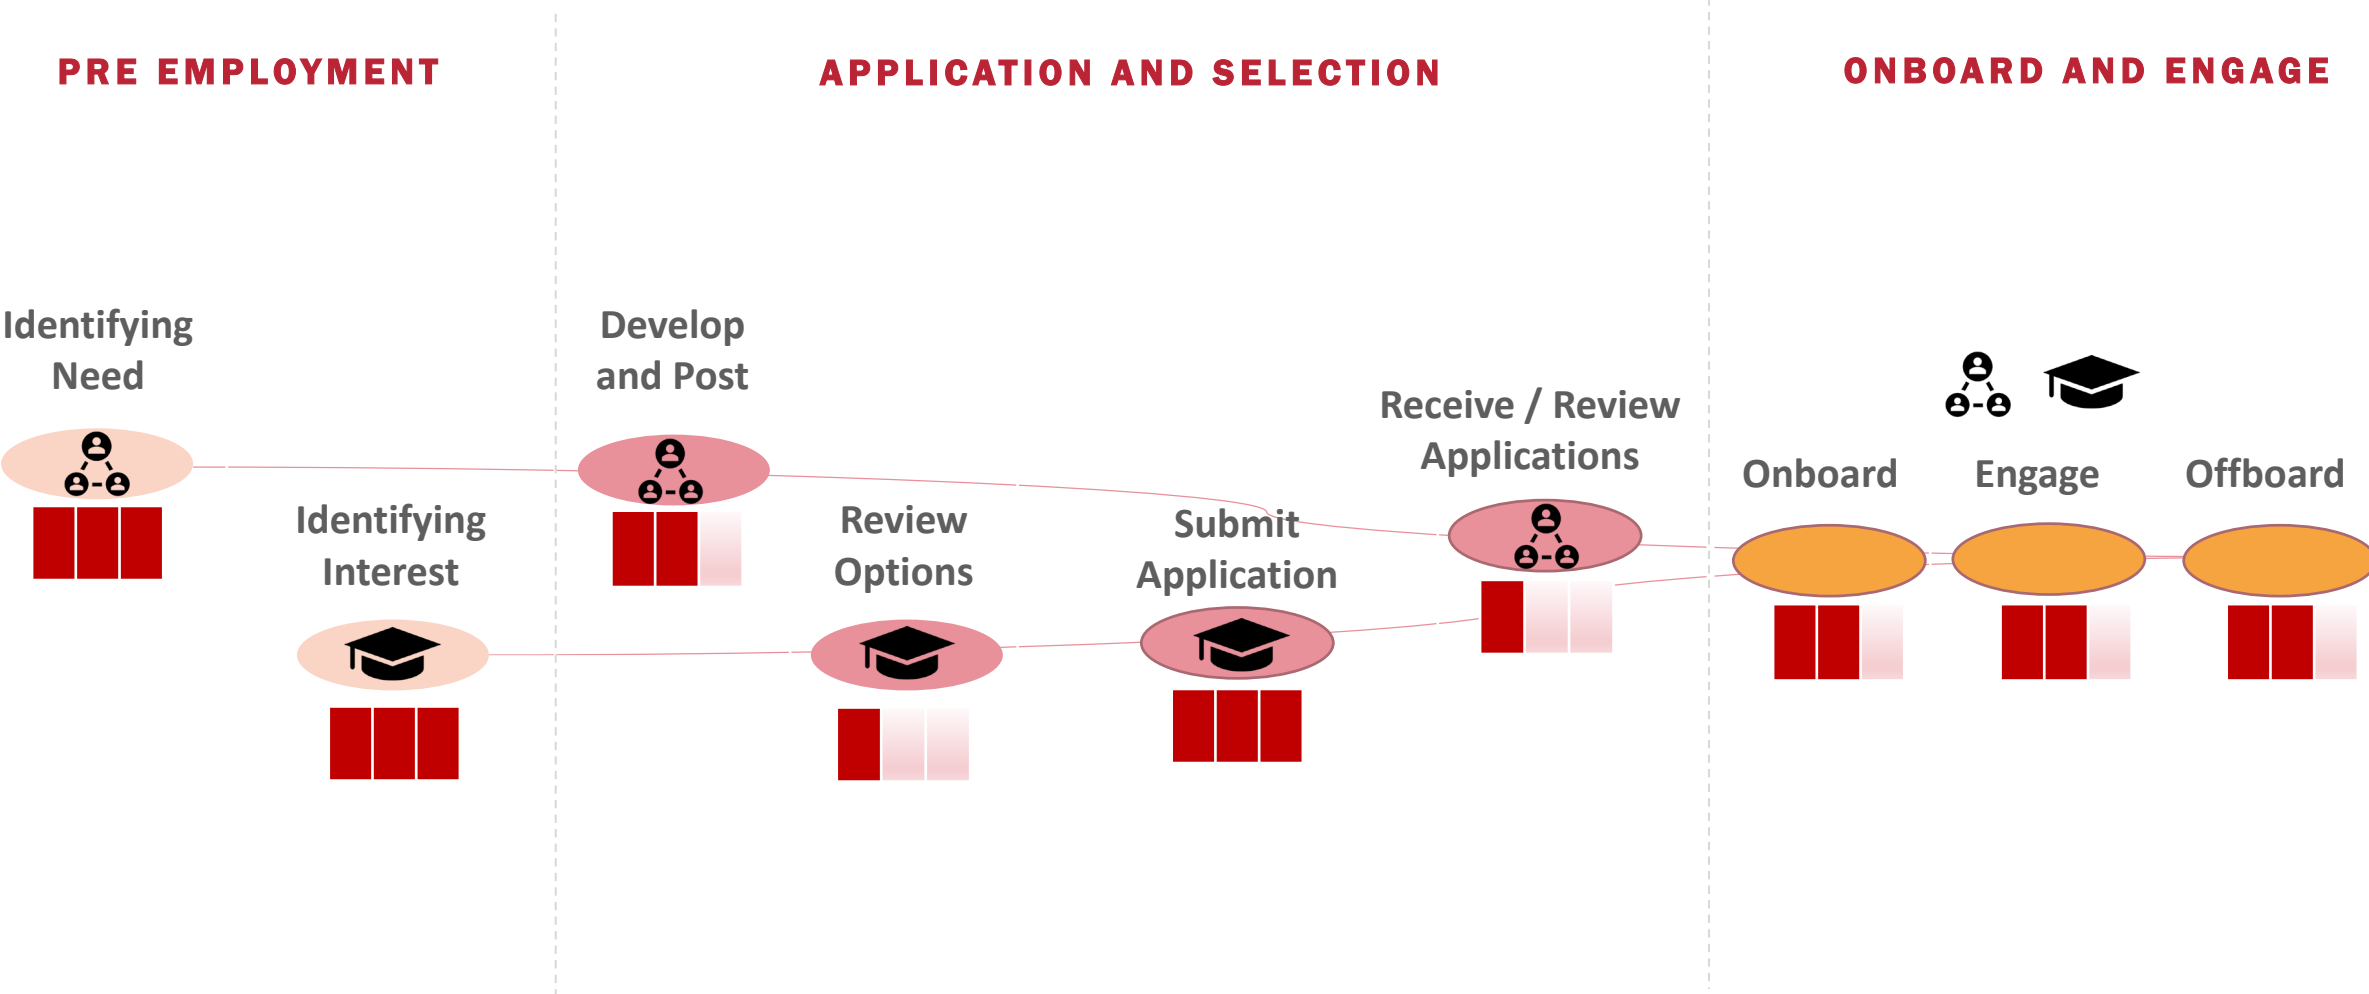 PRE EMPLOYMENT
APPLICATION AND SELECTION
ONBOARD AND ENGAGE
Identifying
Need
Identifying
Interest
Develop
and Post
Review
Options
Submit
Application
Receive / Review
Applications
Onboard
Engage
Offboard